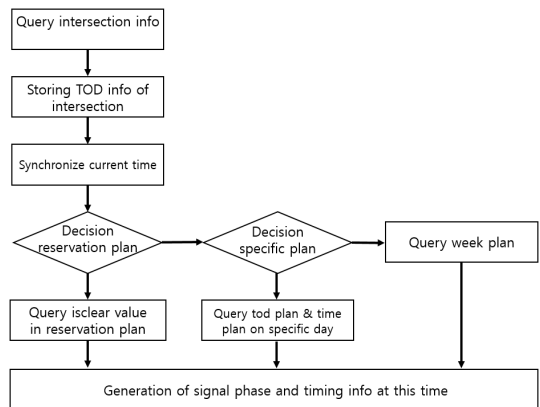 Query intersection info
Storing TOD info of
intersection
Synchronize current time
Decision
reservation plan
Decision
specific plan
Query week plan
Query isclear value
in reservation plan
Query tod plan & time
plan on specific day
Generation of signal phase and timing info at this time